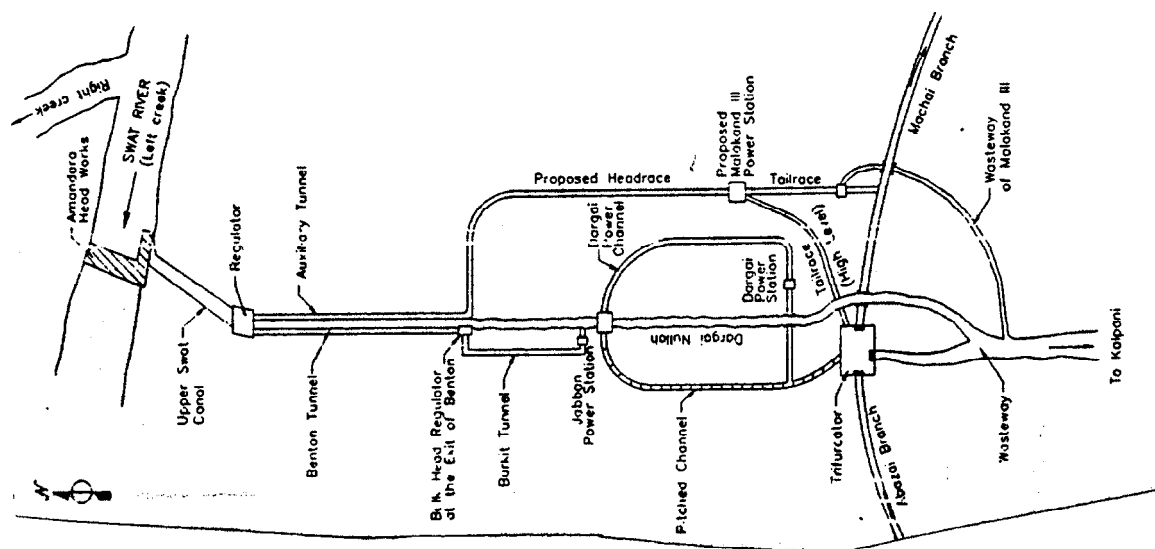 Right creek
SWAT RIVER
(Left creek)
Amandara
Head Works
Upper Swat
Canal
Regulator
Auxiliary Tunnel
Benton Tunnel
Bulk Head Regulator
at the Exit of Benton
Burkit Tunnel
Jabban
Power Station
Proposed Headrace
Dargai
Power
Channel
Dargai
Power
Station
Dargai Nullah
Pitched Channel
Proposed
Malakand III
Power Station
Tailrace
Tailrace
(High Level)
Machai Branch
Wasteway
of Malakand III
Trifurcator
Abazai Branch
Wasteway
To Kalpani
N